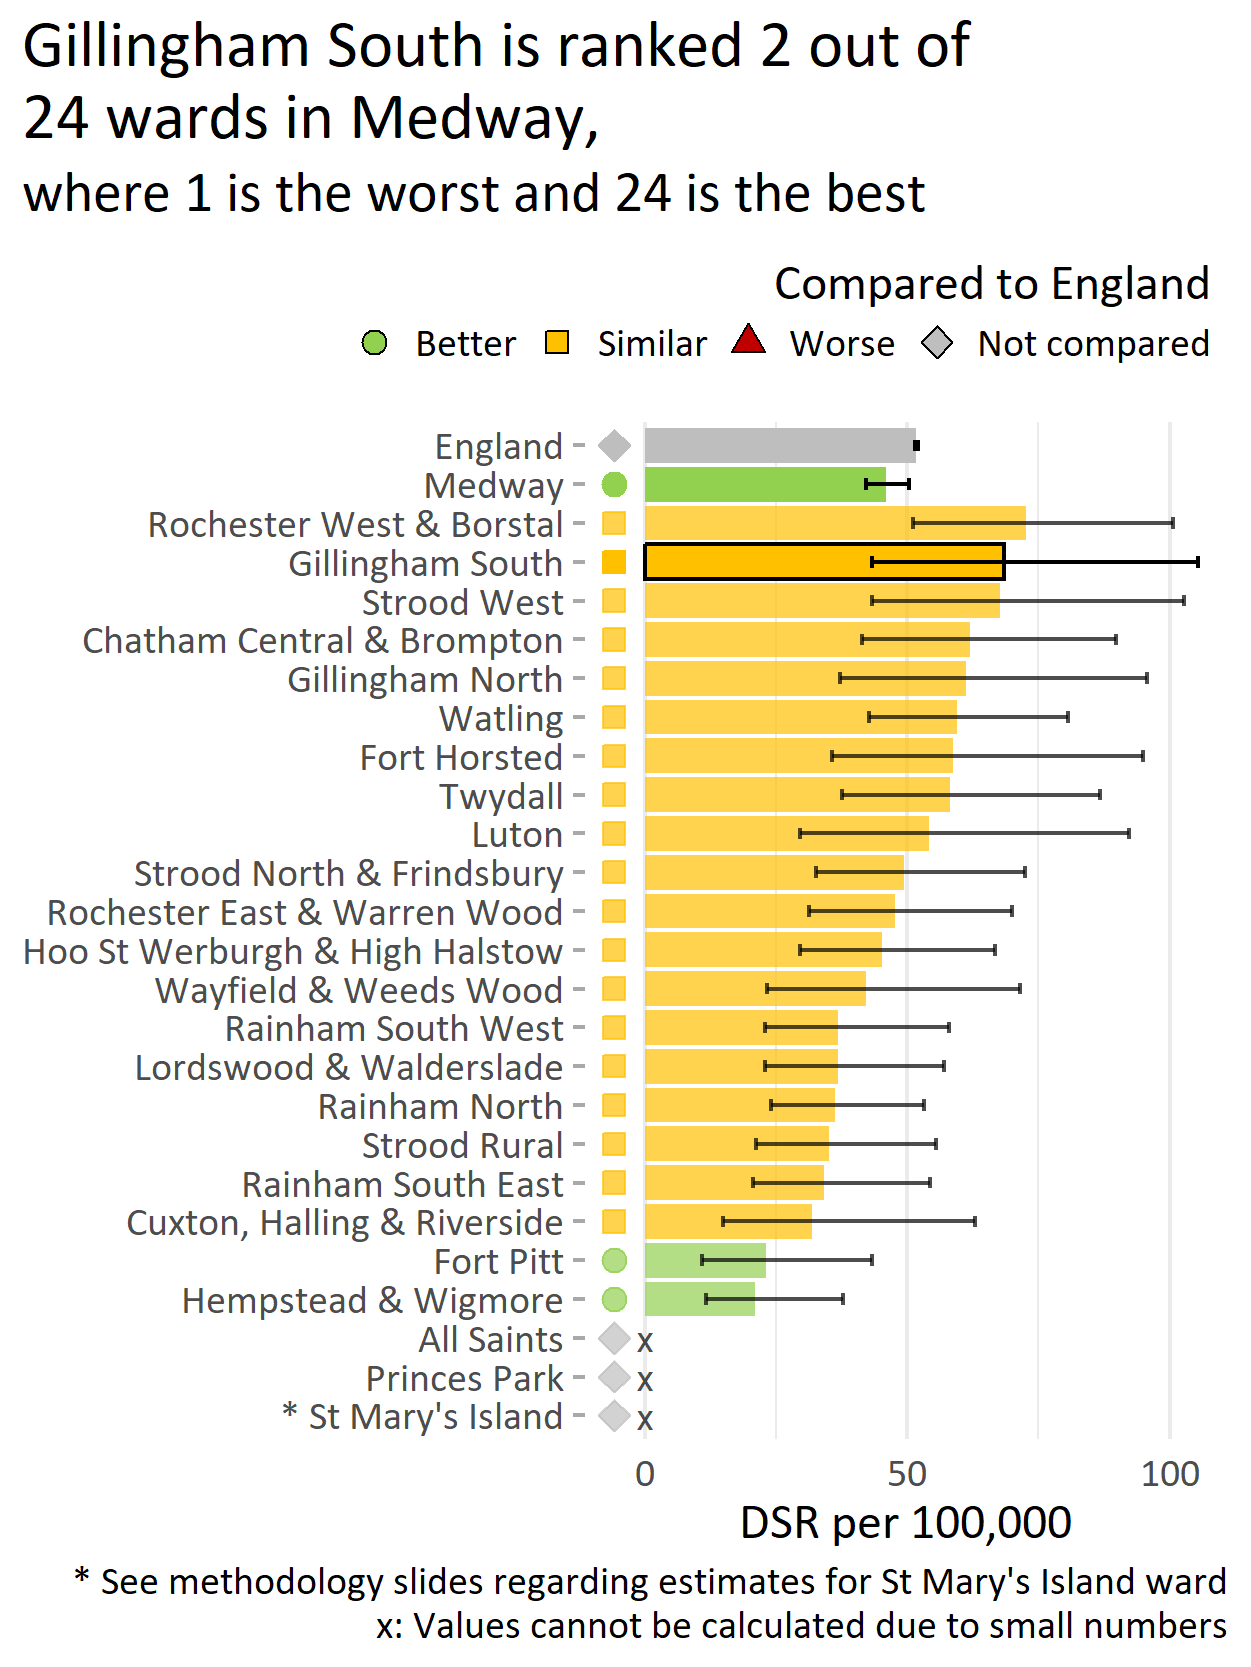 Gillingham South is ranked 2 out of
24 wards in Medway,
where 1 is the worst and 24 is the best
Compared to England
Better Similar Worse Not compared
England
Medway
Rochester West & Borstal
Gillingham South
Strood West
Chatham Central & Brompton
Gillingham North
Watling
Fort Horsted
Twydall
Luton
Strood North & Frindsbury
Rochester East & Warren Wood
Hoo St Werburgh & High Halstow
Wayfield & Weeds Wood
Rainham South West
Lordswood & Walderslade
Rainham North
Strood Rural
Rainham South East
Cuxton, Halling & Riverside
Fort Pitt
Hempstead & Wigmore
All Saints x
Princes Park x
* St Mary's Island x
0 50 100
DSR per 100,000
* See methodology slides regarding estimates for St Mary's Island ward
x: Values cannot be calculated due to small numbers